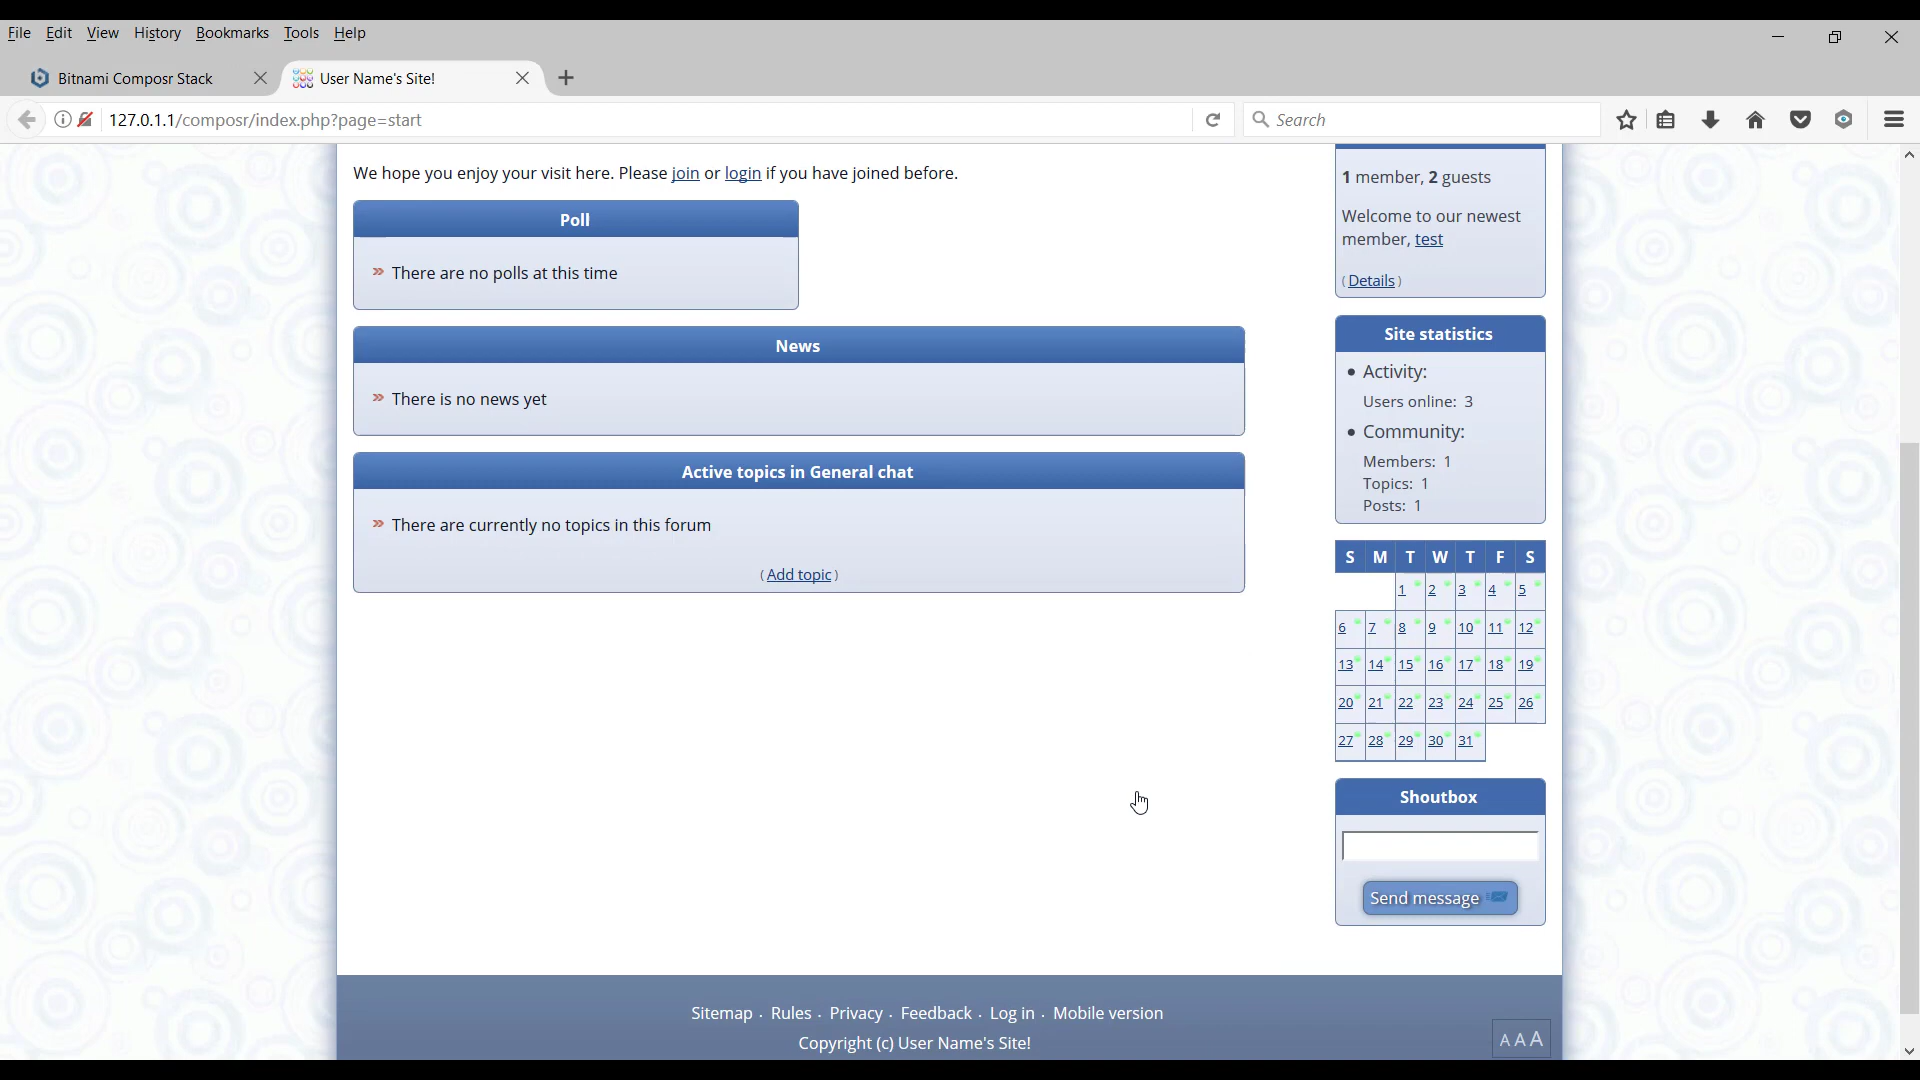 File Edit View History Bookmarks Tools Help
Bitnami Composr Stack
User Name's Site!
127.0.1.1/composr/index.php?page=start
Search
We hope you enjoy your visit here. Please join or login if you have joined before.
Poll
There are no polls at this time
News
There is no news yet
Active topics in General chat
There are currently no topics in this forum
(Add topic)
1 member, 2 guests
Welcome to our newest
member, test
(Details)
Site statistics
Activity:
Users online: 3
Community:
Members: 1
Topics: 1
Posts: 1
S M T W T F S
1 2 3 4 5
6 7 8 9 10 11 12
13 14 15 16 17 18 19
20 21 22 23 24 25 26
27 28 29 30 31
Shoutbox
Send message
Sitemap · Rules · Privacy · Feedback · Log in · Mobile version
Copyright (c) User Name's Site!
A A A